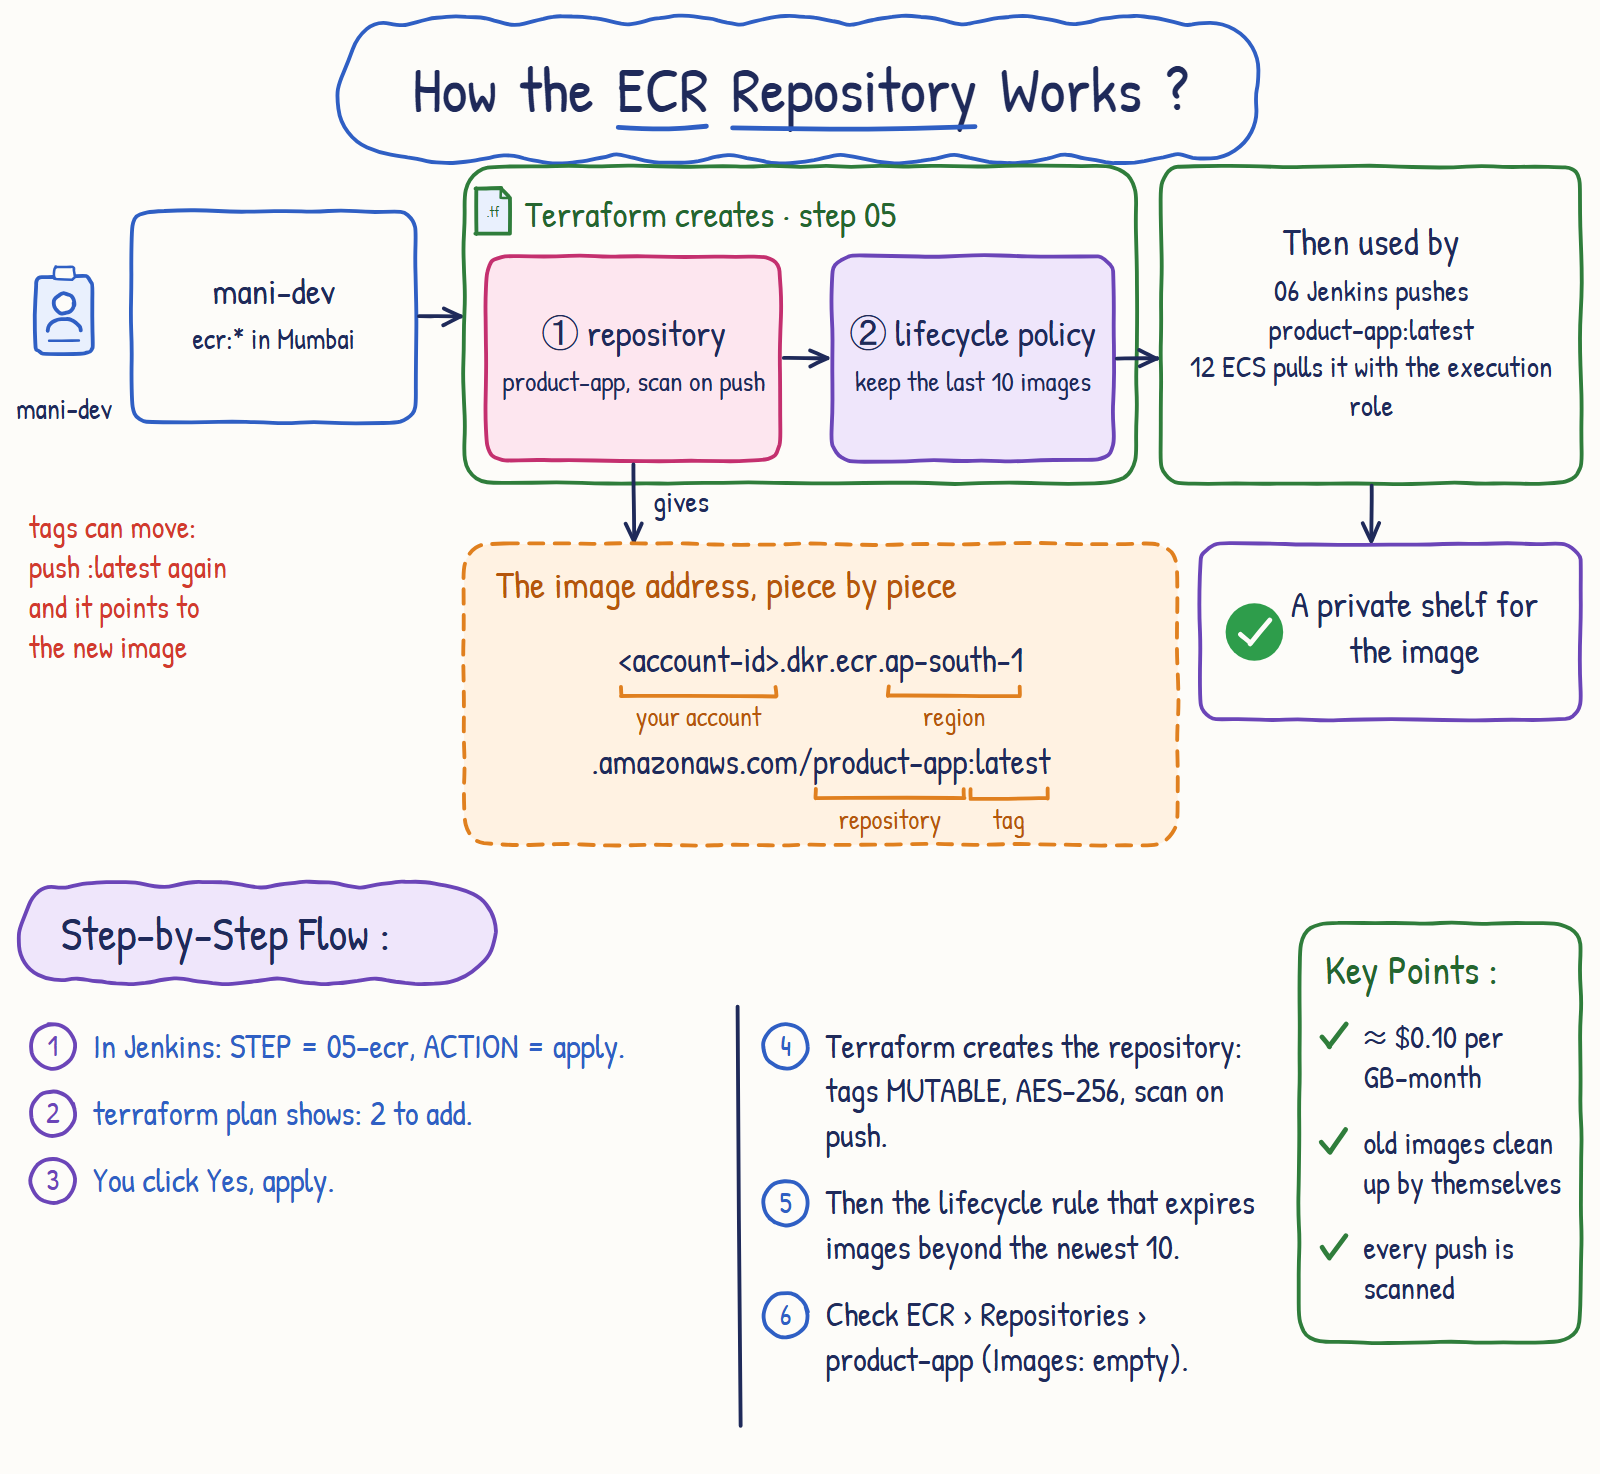 How the ECR Repository Works ?
.tf
Terraform creates · step 05
mani-dev
mani-dev
ecr:* in Mumbai
① repository
product-app, scan on push
② lifecycle policy
keep the last 10 images
Then used by
06 Jenkins pushes
product-app:latest
12 ECS pulls it with the execution
role
gives
tags can move:
push :latest again
and it points to
the new image
The image address, piece by piece
<account-id>.dkr.ecr.ap-south-1
your account
region
.amazonaws.com/product-app:latest
repository
tag
A private shelf for
the image
Step-by-Step Flow :
1 In Jenkins: STEP = 05-ecr, ACTION = apply.
2 terraform plan shows: 2 to add.
3 You click Yes, apply.
4 Terraform creates the repository:
tags MUTABLE, AES-256, scan on
push.
5 Then the lifecycle rule that expires
images beyond the newest 10.
6 Check ECR › Repositories ›
product-app (Images: empty).
Key Points :
≈ $0.10 per
GB-month
old images clean
up by themselves
every push is
scanned